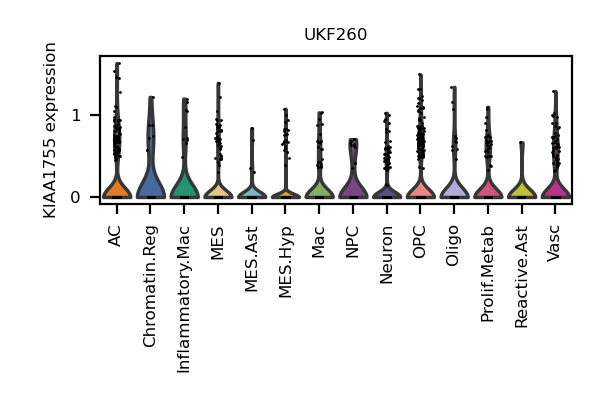 UKF260
KIAA1755 expression
1
0
AC
Chromatin.Reg
Inflammatory.Mac
MES
MES.Ast
MES.Hyp
Mac
NPC
Neuron
OPC
Oligo
Prolif.Metab
Reactive.Ast
Vasc